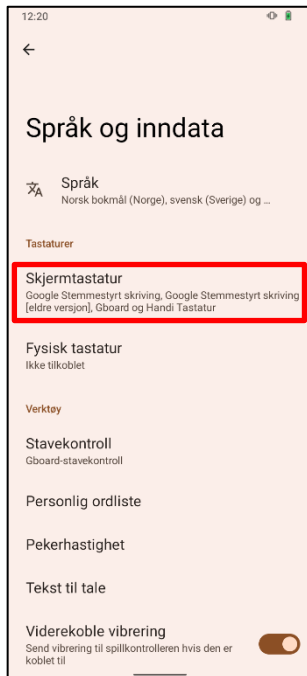 12:20
Språk og inndata
Språk
Norsk bokmål (Norge), svensk (Sverige) og …
Tastaturer
Skjermtastatur
Google Stemmestyrt skriving, Google Stemmestyrt skriving
[eldre versjon], Gboard og Handi Tastatur
Fysisk tastatur
Ikke tilkoblet
Verktøy
Stavekontroll
Gboard-stavekontroll
Personlig ordliste
Pekerhastighet
Tekst til tale
Viderekoble vibrering
Send vibrering til spillkontrolleren hvis den er
koblet til